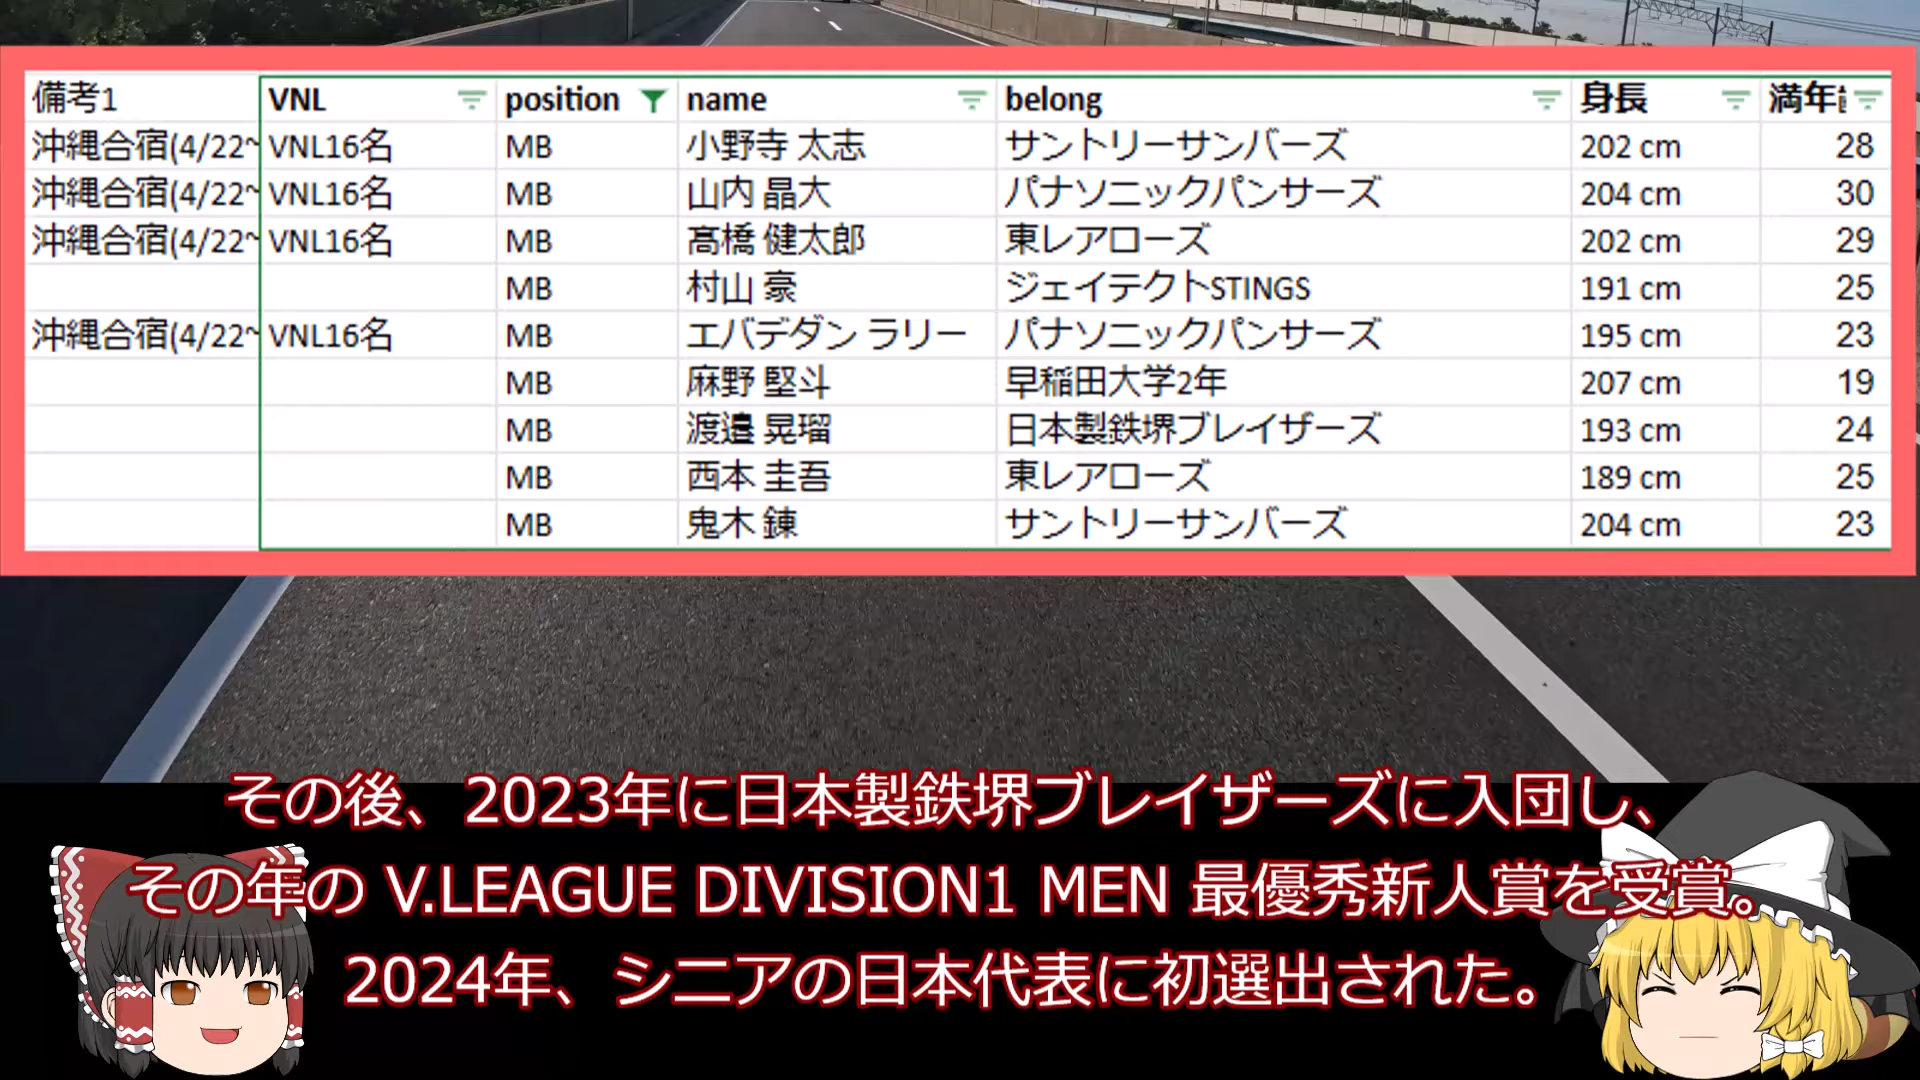 備考1 VNL position name belong 身長 満年
沖縄合宿(4/22~ VNL16名 MB 小野寺 太志 サントリーサンバーズ 202 cm 28
沖縄合宿(4/22~ VNL16名 MB 山内 晶大 パナソニックパンサーズ 204 cm 30
沖縄合宿(4/22~ VNL16名 MB 髙橋 健太郎 東レアローズ 202 cm 29
MB 村山 豪 ジェイテクトSTINGS 191 cm 25
沖縄合宿(4/22~ VNL16名 MB エバデダン ラリー パナソニックパンサーズ 195 cm 23
MB 麻野 堅斗 早稲田大学2年 207 cm 19
MB 渡邉 晃瑠 日本製鉄堺ブレイザーズ 193 cm 24
MB 西本 圭吾 東レアローズ 189 cm 25
MB 鬼木 錬 サントリーサンバーズ 204 cm 23
その後、2023年に日本製鉄堺ブレイザーズに入団し、
その年の V.LEAGUE DIVISION1 MEN 最優秀新人賞を受賞。
2024年、シニアの日本代表に初選出された。